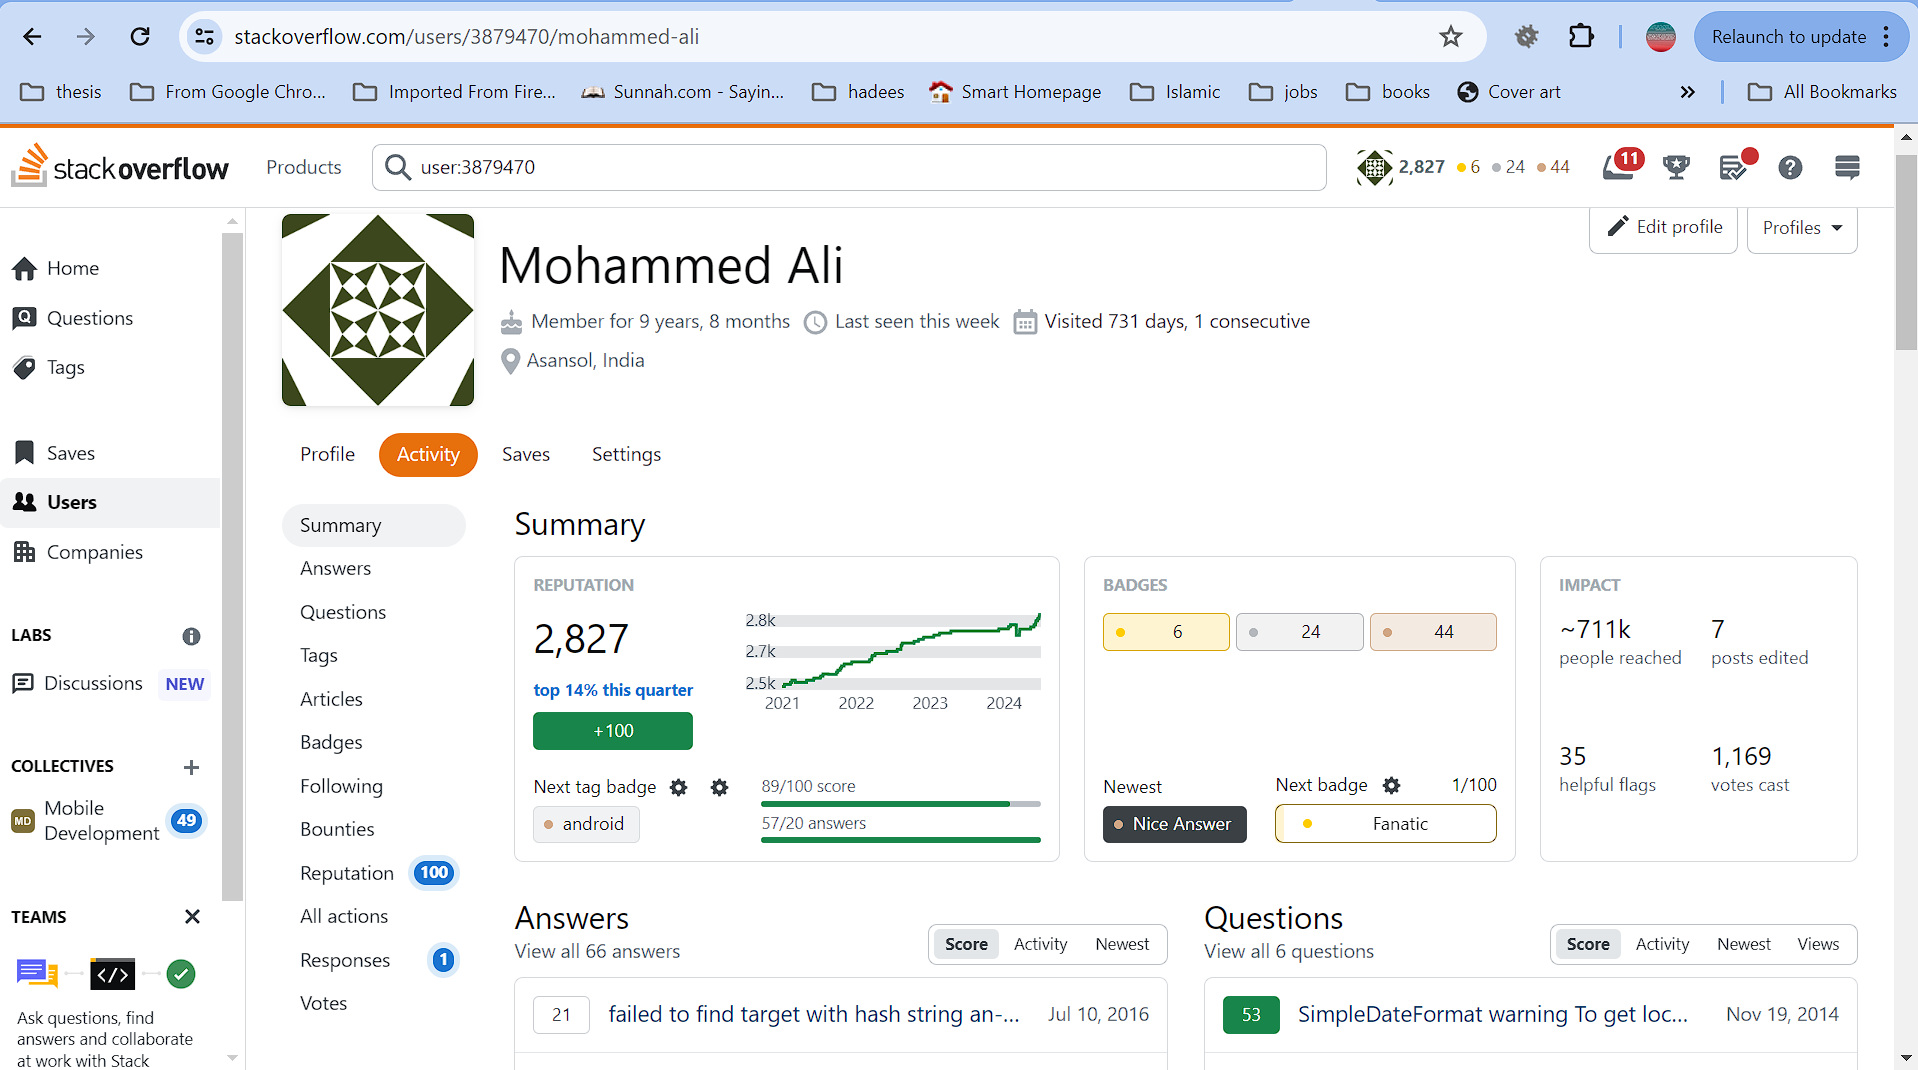 stackoverflow.com/users/3879470/mohammed-ali
Relaunch to update
thesis
From Google Chro...
Imported From Fire...
Sunnah.com - Sayin...
hadees
Smart Homepage
Islamic
jobs
books
Cover art
»
All Bookmarks
stackoverflow
Products
user:3879470
2,827 6 24 44
11
Home
Questions
Tags
Saves
Users
Companies
LABS
Discussions NEW
COLLECTIVES
MD
Mobile
Development
49
TEAMS
</>
Ask questions, find
answers and collaborate
at work with Stack
Edit profile
Profiles
Mohammed Ali
Member for 9 years, 8 months
Last seen this week
Visited 731 days, 1 consecutive
Asansol, India
Profile
Activity
Saves
Settings
Summary
Answers
Questions
Tags
Articles
Badges
Following
Bounties
Reputation 100
All actions
Responses 1
Votes
Summary
REPUTATION
2,827
top 14% this quarter
+100
2.8k
2.7k
2.5k
2021 2022 2023 2024
Next tag badge
android
89/100 score
57/20 answers
BADGES
6
24
44
Newest
Nice Answer
Next badge
1/100
Fanatic
IMPACT
~711k
people reached
7
posts edited
35
helpful flags
1,169
votes cast
Answers
View all 66 answers
Score Activity Newest
21 failed to find target with hash string an-... Jul 10, 2016
Questions
View all 6 questions
Score Activity Newest Views
53 SimpleDateFormat warning To get loc... Nov 19, 2014